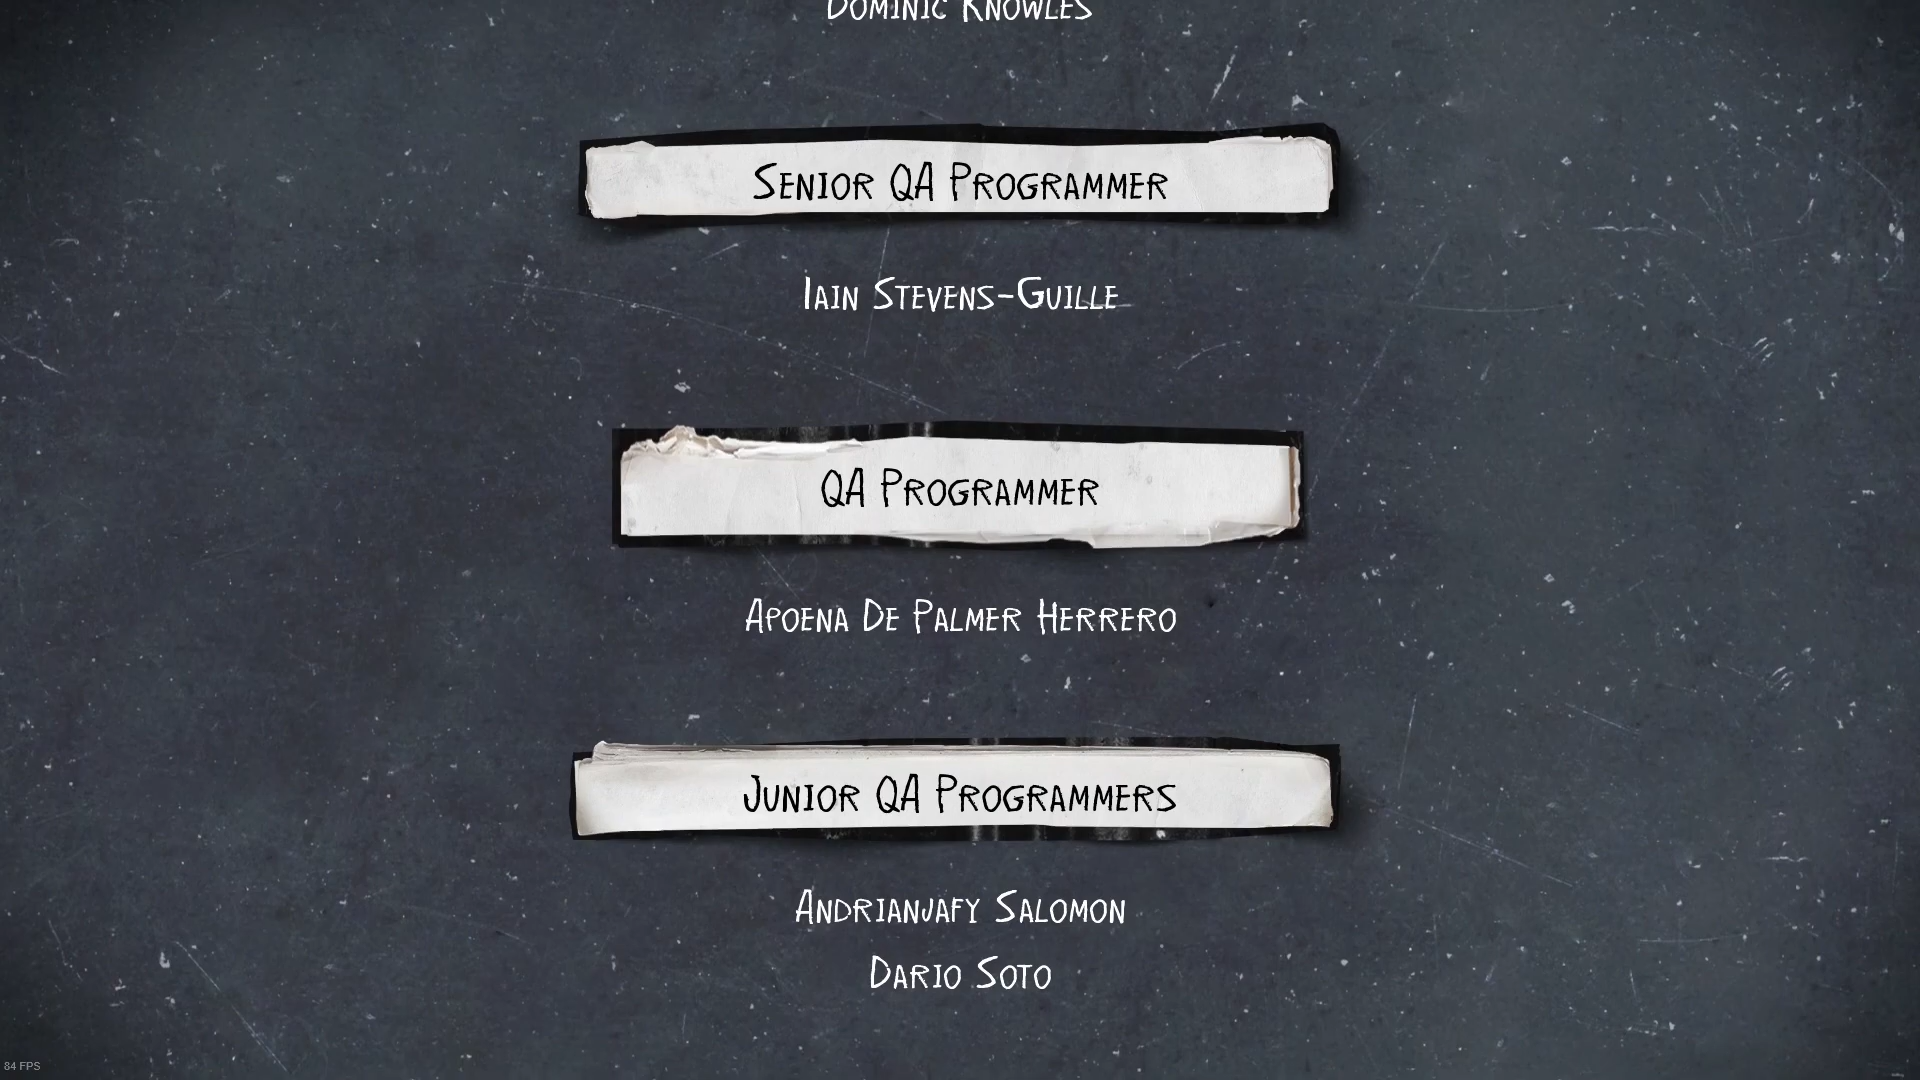 Dominic Knowles
Senior QA Programmer
Iain Stevens-Guille
QA Programmer
Apoena De Palmer Herrero
Junior QA Programmers
Andrianjafy Salomon
Dario Soto
84 FPS